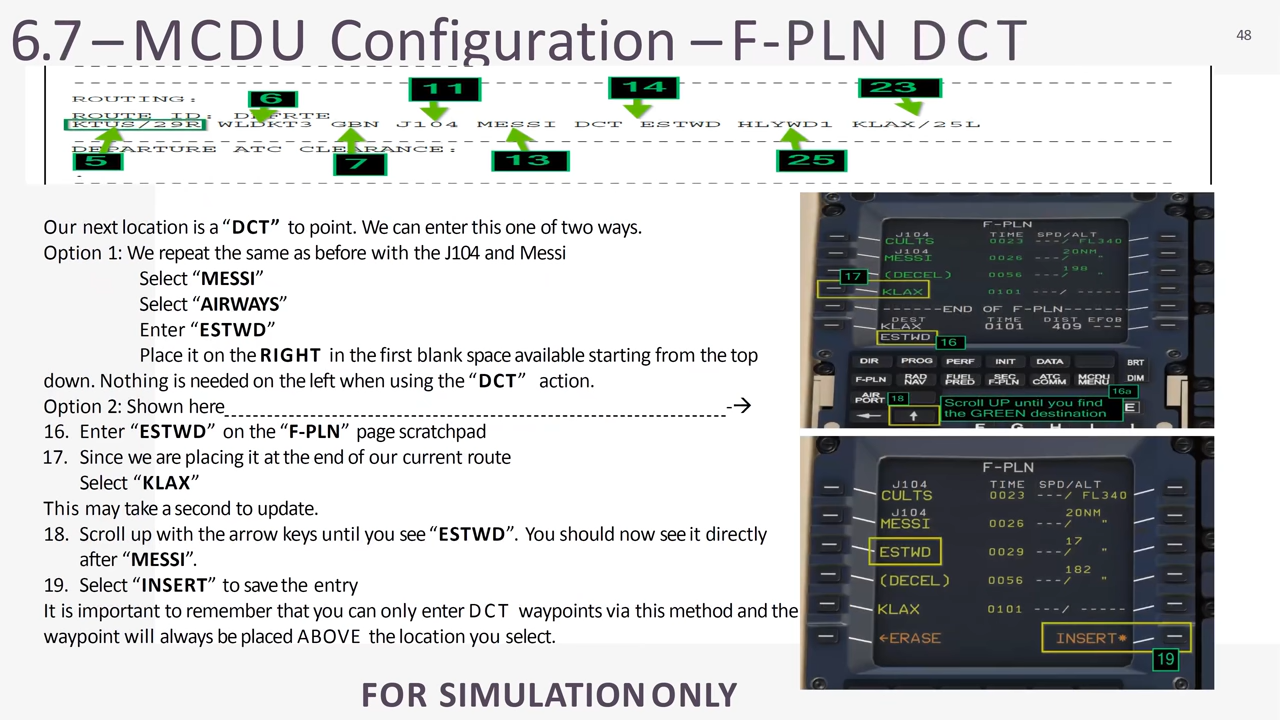 6.7 – MCDU Configuration – F-PLN DCT
48
ROUTING:
6
11
14
23
ROUTE ID: DEFRTE
KTUS/29R WLDKT3 GBN J104 MESSI DCT ESTWD HLYWD1 KLAX/25L
DEPARTURE ATC CLEARANCE:
5
7
13
25
.
Our next location is a “DCT” to point. We can enter this one of two ways.
Option 1: We repeat the same as before with the J104 and Messi
Select “MESSI”
Select “AIRWAYS”
Enter “ESTWD”
Place it on the RIGHT in the first blank space available starting from the top
down. Nothing is needed on the left when using the “DCT” action.
Option 2: Shown here
16. Enter “ESTWD” on the “F-PLN” page scratchpad
17. Since we are placing it at the end of our current route
Select “KLAX”
This may take a second to update.
18. Scroll up with the arrow keys until you see “ESTWD”. You should now see it directly
after “MESSI”.
19. Select “INSERT” to save the entry
It is important to remember that you can only enter DCT waypoints via this method and the
waypoint will always be placed ABOVE the location you select.
F-PLN
J104 TIME SPD/ALT
CULTS 0023 ---/ FL340
J104 20NM
MESSI 0026 ---/ "
198
(DECEL) 0056 ---/ "
17
KLAX 0101 ---/ -----
------END OF F-PLN------
DEST TIME DIST EFOB
KLAX 0101 409 ---
ESTWD
16
DIR PROG PERF INIT DATA BRT
F-PLN RAD NAV FUEL PRED SEC F-PLN ATC COMM MCDU MENU DIM
16a
AIR PORT
18
Scroll UP until you find
the GREEN destination
← ↑
E
E F G H I
F-PLN
J104 TIME SPD/ALT
CULTS 0023 ---/ FL340
J104 20NM
MESSI 0026 ---/ "
17
ESTWD 0029 ---/ "
182
(DECEL) 0056 ---/ "
KLAX 0101 ---/ -----
←ERASE INSERT*
19
FOR SIMULATION ONLY